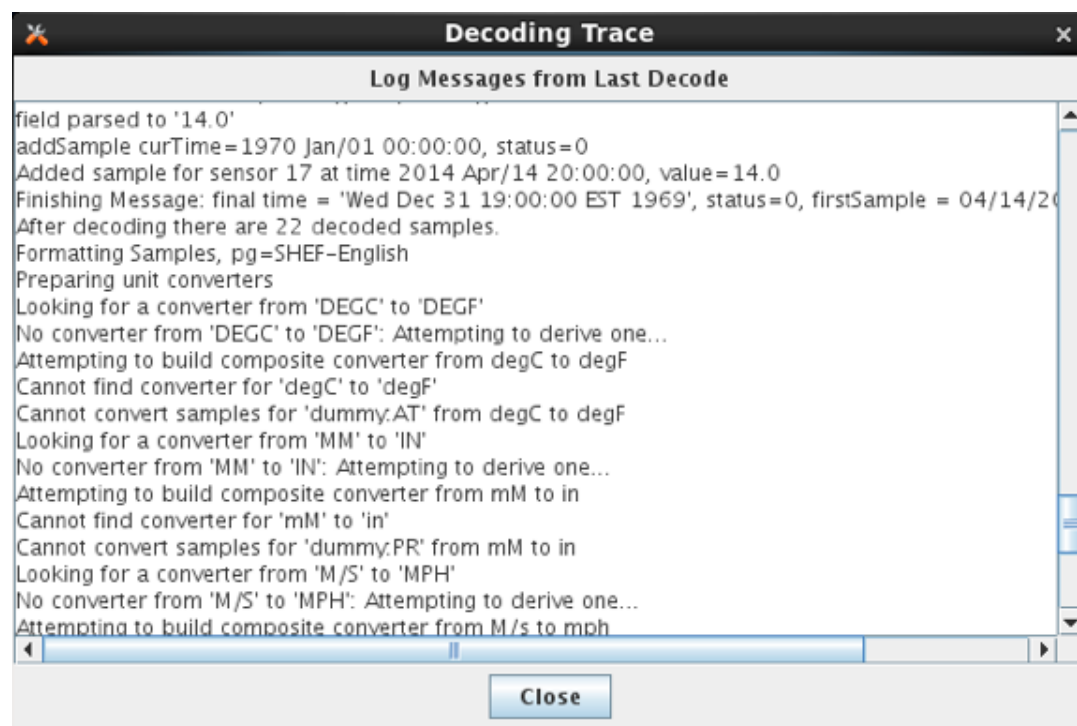 Decoding Trace
Log Messages from Last Decode
field parsed to '14.0'
addSample curTime=1970 Jan/01 00:00:00, status=0
Added sample for sensor 17 at time 2014 Apr/14 20:00:00, value=14.0
Finishing Message: final time = 'Wed Dec 31 19:00:00 EST 1969', status=0, firstSample = 04/14/20
After decoding there are 22 decoded samples.
Formatting Samples, pg=SHEF-English
Preparing unit converters
Looking for a converter from 'DEGC' to 'DEGF'
No converter from 'DEGC' to 'DEGF': Attempting to derive one...
Attempting to build composite converter from degC to degF
Cannot find converter for 'degC' to 'degF'
Cannot convert samples for 'dummy:AT' from degC to degF
Looking for a converter from 'MM' to 'IN'
No converter from 'MM' to 'IN': Attempting to derive one...
Attempting to build composite converter from mM to in
Cannot find converter for 'mM' to 'in'
Cannot convert samples for 'dummy:PR' from mM to in
Looking for a converter from 'M/S' to 'MPH'
No converter from 'M/S' to 'MPH': Attempting to derive one...
Attempting to build composite converter from M/s to mph
Close